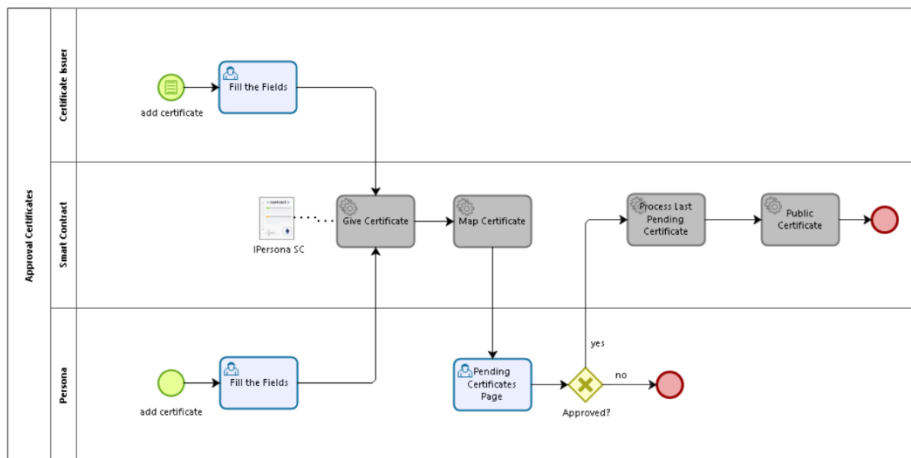 Approval Certificates
Certificate Issuer
add certificate
Fill the Fields
Smart Contract
IPersona SC
Give Certificate
Map Certificate
Process Last
Pending
Certificate
Public
Certificate
Persona
add certificate
Fill the Fields
Pending
Certificates
Page
Approved?
yes
no